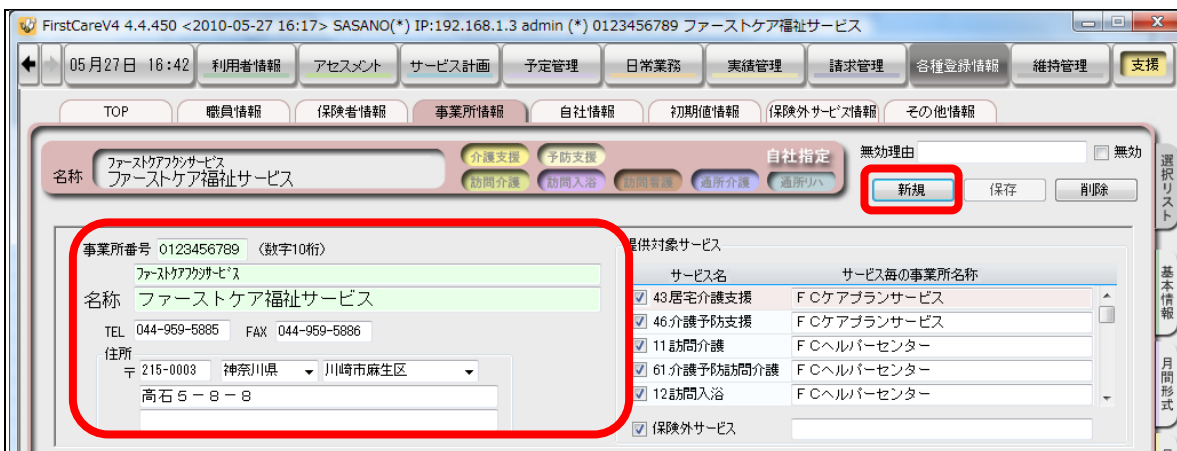 FirstCareV4 4.4.450 <2010-05-27 16:17> SASANO(*) IP:192.168.1.3 admin (*) 0123456789 ファーストケア福祉サービス
05月27日 16:42 利用者情報 アセスメント サービス計画 予定管理 日常業務 実績管理 請求管理 各種登録情報 維持管理 支援
TOP 職員情報 保険者情報 事業所情報 自社情報 初期値情報 保険外サービス情報 その他情報
名称 ファーストケアフクシサービス
ファーストケア福祉サービス
介護支援 予防支援 自社指定
訪問介護 訪問入浴 訪問看護 通所介護 通所リハ
無効理由 無効
新規 保存 削除
選択リスト
基本情報
月間形式
事業所番号 0123456789 (数字10桁)
ファーストケアフクシサービス
名称 ファーストケア福祉サービス
TEL 044-959-5885 FAX 044-959-5886
住所
〒 215-0003 神奈川県 川崎市麻生区
高石5-8-8
提供対象サービス
サービス名 サービス毎の事業所名称
43居宅介護支援 FCケアプランサービス
46介護予防支援 FCケアプランサービス
11訪問介護 FCヘルパーセンター
61介護予防訪問介護 FCヘルパーセンター
12訪問入浴 FCヘルパーセンター
保険外サービス